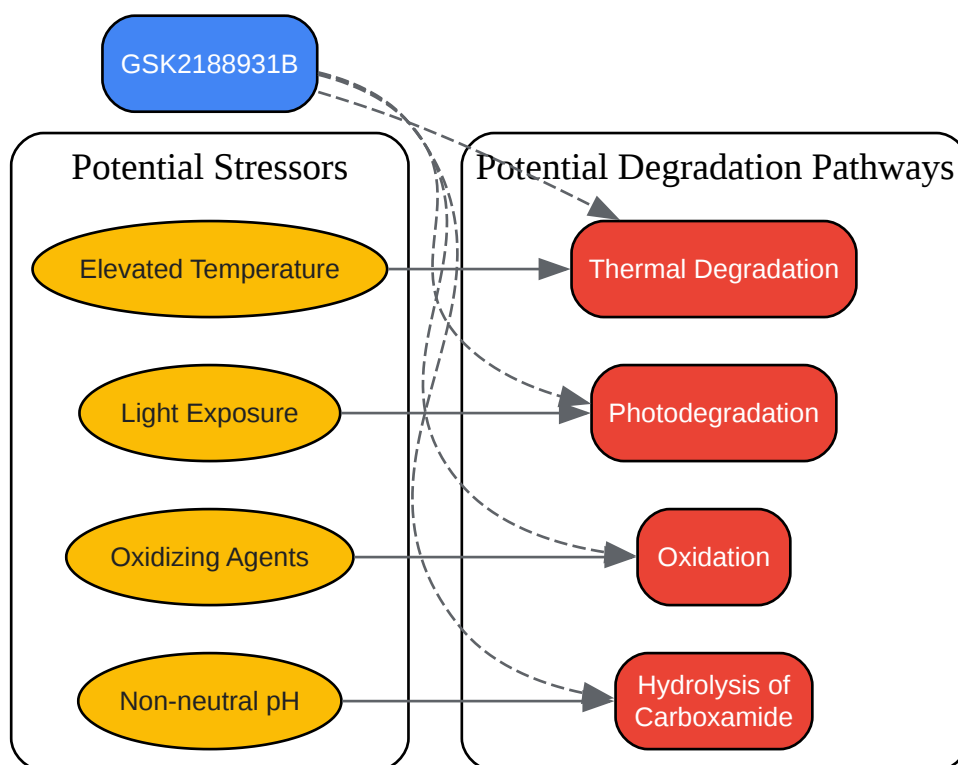 GSK2188931B
Potential Stressors
Potential Degradation Pathways
Elevated Temperature
Thermal Degradation
Light Exposure
Photodegradation
Oxidizing Agents
Oxidation
Non-neutral pH
Hydrolysis of
Carboxamide